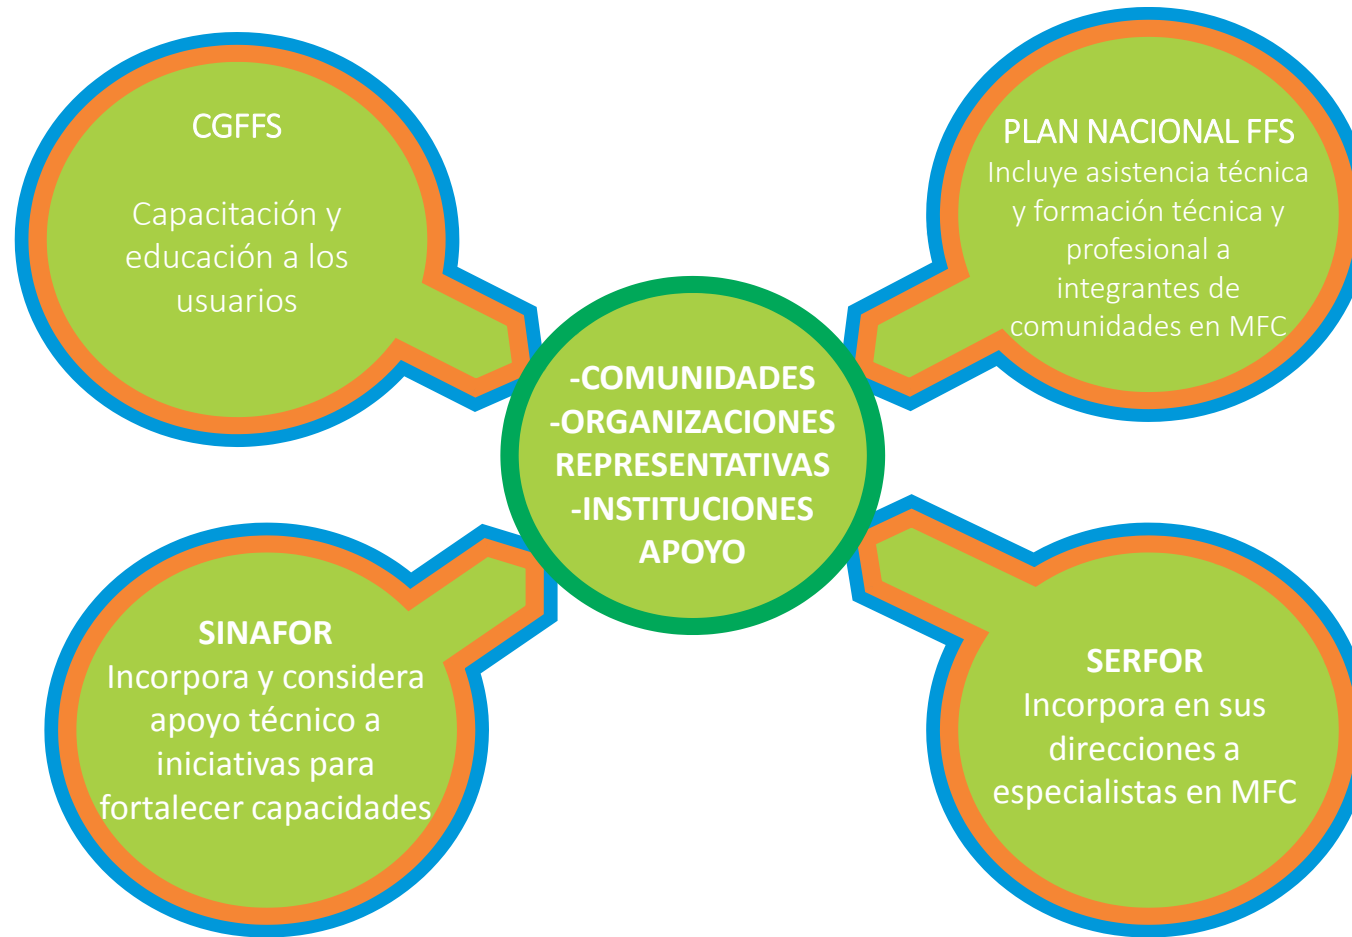 CGFFS
Capacitación y
educación a los
usuarios
PLAN NACIONAL FFS
Incluye asistencia técnica
y formación técnica y
profesional a
integrantes de
comunidades en MFC
-COMUNIDADES
-ORGANIZACIONES
REPRESENTATIVAS
-INSTITUCIONES
APOYO
SINAFOR
Incorpora y considera
apoyo técnico a
iniciativas para
fortalecer capacidades
SERFOR
Incorpora en sus
direcciones a
especialistas en MFC